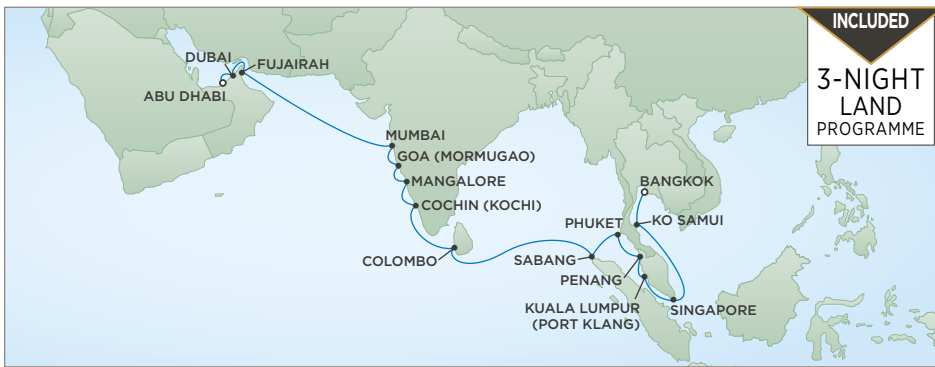 INCLUDED
3-NIGHT
LAND
PROGRAMME
DUBAI
FUJAIRAH
ABU DHABI
MUMBAI
GOA (MORMUGAO)
MANGALORE
COCHIN (KOCHI)
COLOMBO
BANGKOK
PHUKET
KO SAMUI
SABANG
PENANG
KUALA LUMPUR
(PORT KLANG)
SINGAPORE